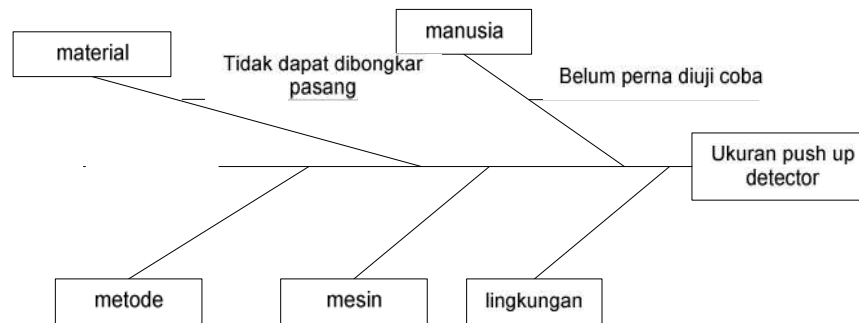 manusia
material
Tidak dapat dibongkar
pasang
Belum perna diuji coba
Ukuran push up
detector
metode
mesin
lingkungan